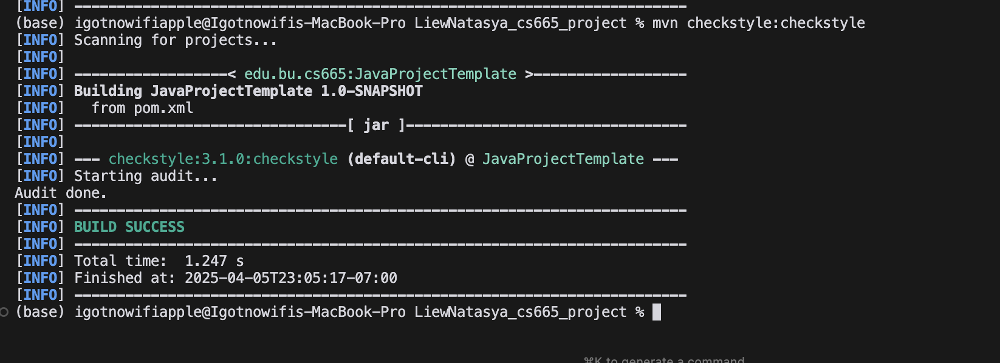 [INFO] ------------------------------------------------------------------------
(base) igotnowifiapple@Igotnowifis-MacBook-Pro LiewNatasya_cs665_project % mvn checkstyle:checkstyle
[INFO] Scanning for projects...
[INFO]
[INFO] ------------------< edu.bu.cs665:JavaProjectTemplate >------------------
[INFO] Building JavaProjectTemplate 1.0-SNAPSHOT
[INFO]   from pom.xml
[INFO] --------------------------------[ jar ]---------------------------------
[INFO]
[INFO] --- checkstyle:3.1.0:checkstyle (default-cli) @ JavaProjectTemplate ---
[INFO] Starting audit...
Audit done.
[INFO] ------------------------------------------------------------------------
[INFO] BUILD SUCCESS
[INFO] ------------------------------------------------------------------------
[INFO] Total time:  1.247 s
[INFO] Finished at: 2025-04-05T23:05:17-07:00
[INFO] ------------------------------------------------------------------------
(base) igotnowifiapple@Igotnowifis-MacBook-Pro LiewNatasya_cs665_project %
⌘K to generate a command